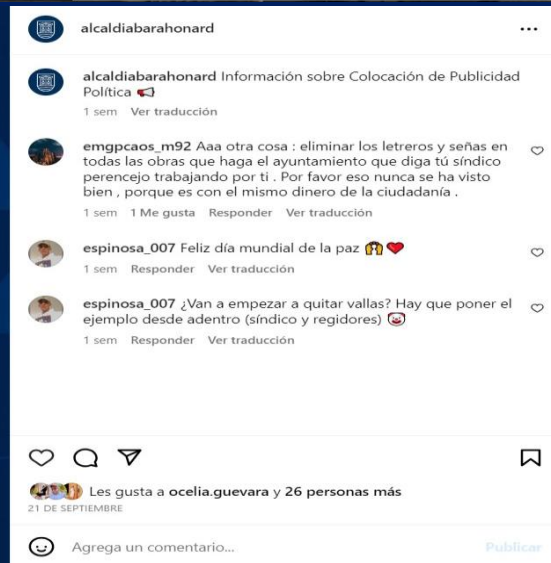 alcaldiabarahonard
alcaldiabarahonard Información sobre Colocación de Publicidad
Política
1 sem Ver traducción
emgpcaos_m92 Aaa otra cosa : eliminar los letreros y señas en
todas las obras que haga el ayuntamiento que diga tú síndico
perencejo trabajando por ti . Por favor eso nunca se ha visto
bien , porque es con el mismo dinero de la ciudadanía .
1 sem 1 Me gusta Responder Ver traducción
espinosa_007 Feliz día mundial de la paz
1 sem Responder Ver traducción
espinosa_007 ¿Van a empezar a quitar vallas? Hay que poner el
ejemplo desde adentro (síndico y regidores)
1 sem Responder Ver traducción
Les gusta a ocelia.guevara y 26 personas más
21 DE SEPTIEMBRE
Agrega un comentario... Publicar